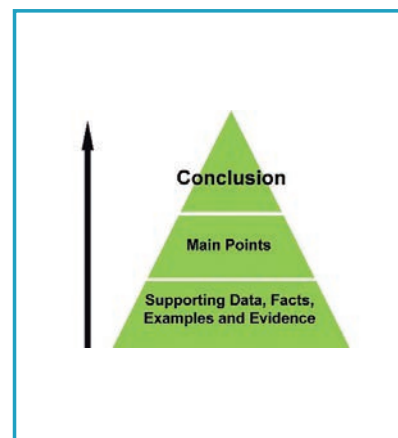 Conclusion
Main Points
Supporting Data, Facts,
Examples and Evidence